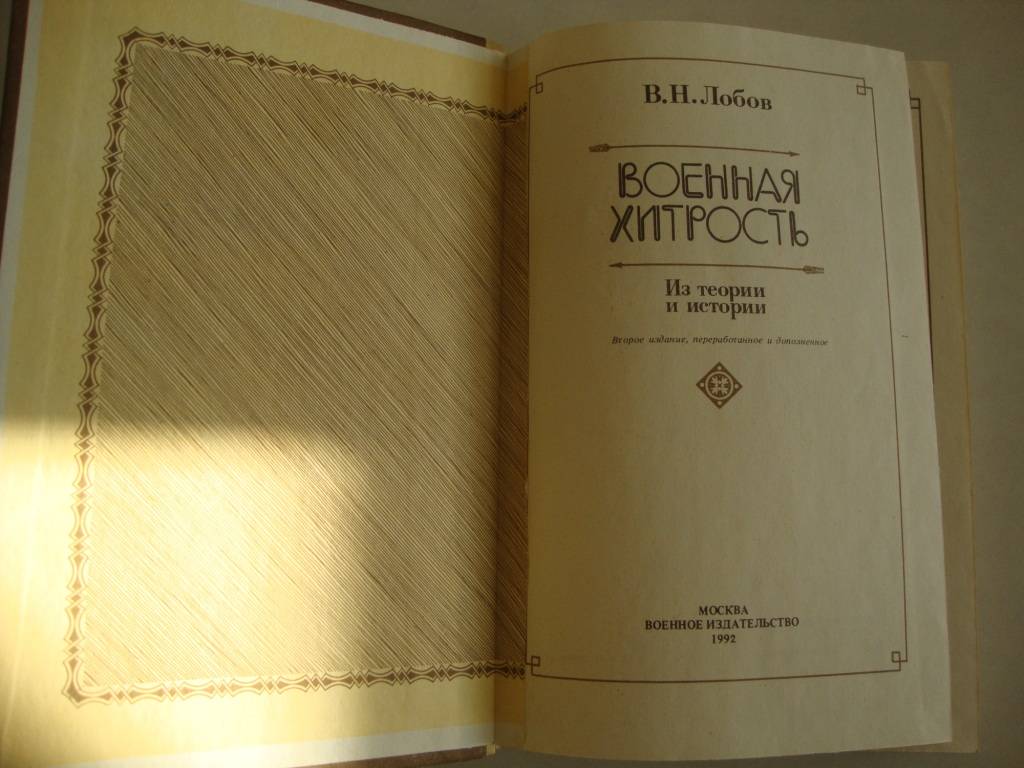 В.Н.Лобов
ВОЕННАЯ
ХИТРОСТЬ
Из теории
и истории
Второе издание, переработанное и дополненное
МОСКВА
ВОЕННОЕ ИЗДАТЕЛЬСТВО
1992